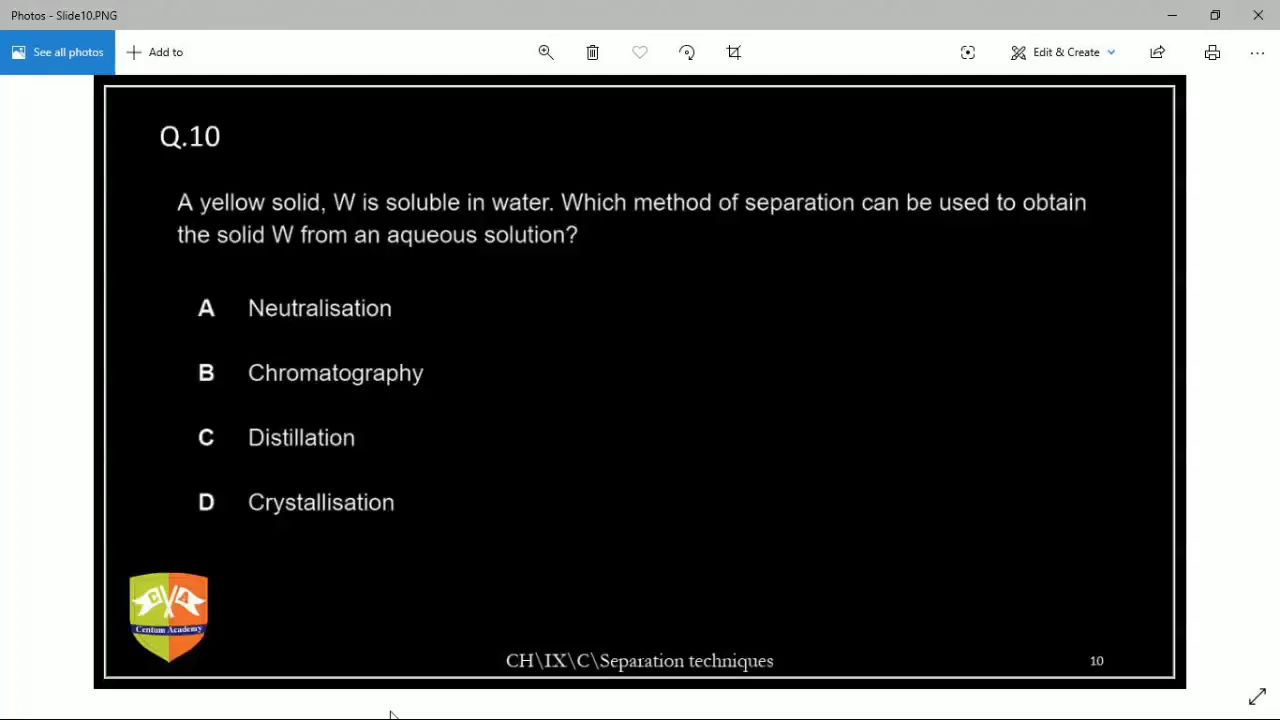 Photos - Slide10.PNG
See all photos
Add to
Edit & Create
Q.10
A yellow solid, W is soluble in water. Which method of separation can be used to obtain
the solid W from an aqueous solution?
A Neutralisation
B Chromatography
C Distillation
D Crystallisation
C A
Centum Academy
CH\IX\C\Separation techniques
10